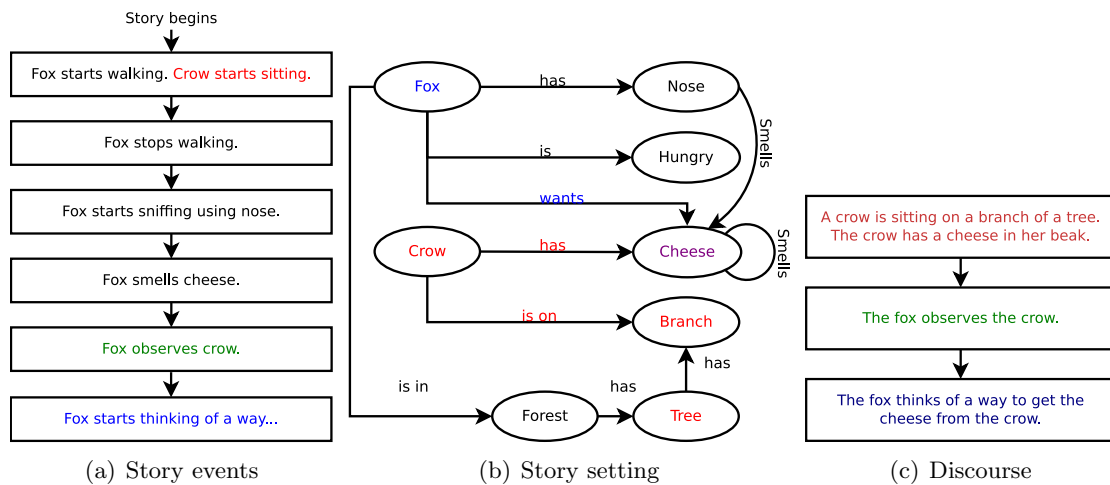 Story begins
Fox starts walking. Crow starts sitting.
Fox stops walking.
Fox starts sniffing using nose.
Fox smells cheese.
Fox observes crow.
Fox starts thinking of a way...
(a) Story events
Fox
has
Nose
Smells
is
Hungry
wants
Crow
has
Cheese
Smells
is on
Branch
has
is in
Forest
has
Tree
(b) Story setting
A crow is sitting on a branch of a tree.
The crow has a cheese in her beak.
The fox observes the crow.
The fox thinks of a way to get the
cheese from the crow.
(c) Discourse